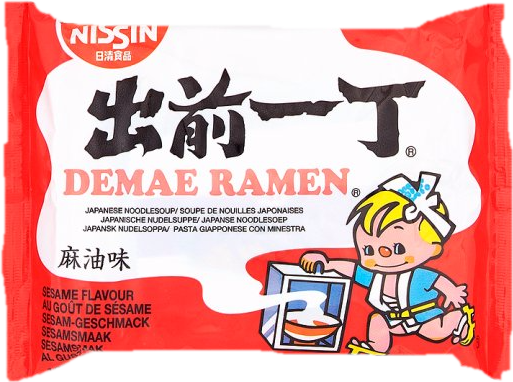 NISSIN
日清食品
出前一丁®
DEMAE RAMEN®
JAPANESE NOODLESOUP/ SOUPE DE NOUILLES JAPONAISES
JAPANISCHE NUDELSUPPE/ JAPANSE NOODLESOEP
JAPANSK NUDELSOPPA/ PASTA GIAPPONESE CON MINESTRA
麻油味
SESAME FLAVOUR
AU GOÛT DE SÉSAME
SESAM-GESCHMACK
SESAMSMAAK
SESAMSMAK
AL